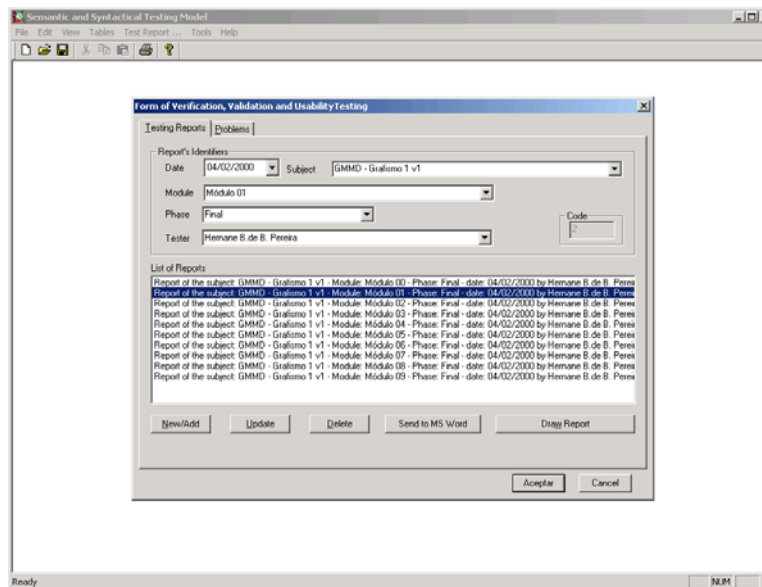 Semantic and Syntactical Testing Model
File Edit View Tables Test Report ... Tools Help
Form of Verification, Validation and UsabilityTesting
Testing Reports Problems
Report's Identifiers
Date 04/02/2000 Subject GMMD - Grafismo 1 v1
Module Módulo 01
Phase Final
Code
2
Tester Hernane B.de B. Pereira
List of Reports
Report of the subject: GMMD - Grafismo 1 v1 - Module: Módulo 00 - Phase: Final - date: 04/02/2000 by Hernane B.de B. Perei
Report of the subject: GMMD - Grafismo 1 v1 - Module: Módulo 01 - Phase: Final - date: 04/02/2000 by Hernane B.de B. Perei
Report of the subject: GMMD - Grafismo 1 v1 - Module: Módulo 02 - Phase: Final - date: 04/02/2000 by Hernane B.de B. Perei
Report of the subject: GMMD - Grafismo 1 v1 - Module: Módulo 03 - Phase: Final - date: 04/02/2000 by Hernane B.de B. Perei
Report of the subject: GMMD - Grafismo 1 v1 - Module: Módulo 04 - Phase: Final - date: 04/02/2000 by Hernane B.de B. Perei
Report of the subject: GMMD - Grafismo 1 v1 - Module: Módulo 05 - Phase: Final - date: 04/02/2000 by Hernane B.de B. Perei
Report of the subject: GMMD - Grafismo 1 v1 - Module: Módulo 06 - Phase: Final - date: 04/02/2000 by Hernane B.de B. Perei
Report of the subject: GMMD - Grafismo 1 v1 - Module: Módulo 07 - Phase: Final - date: 04/02/2000 by Hernane B.de B. Perei
Report of the subject: GMMD - Grafismo 1 v1 - Module: Módulo 08 - Phase: Final - date: 04/02/2000 by Hernane B.de B. Perei
Report of the subject: GMMD - Grafismo 1 v1 - Module: Módulo 09 - Phase: Final - date: 04/02/2000 by Hernane B.de B. Perei
New/Add Update Delete Send to MS Word Draw Report
Aceptar Cancel
Ready NUM